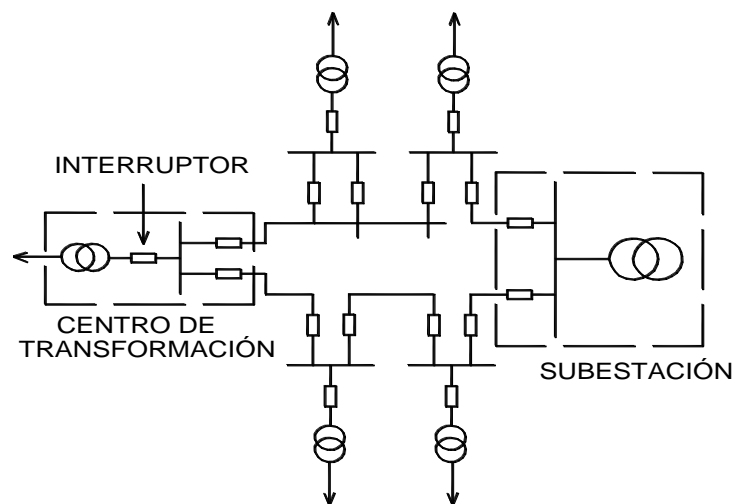 INTERRUPTOR
CENTRO DE
TRANSFORMACIÓN
SUBESTACIÓN